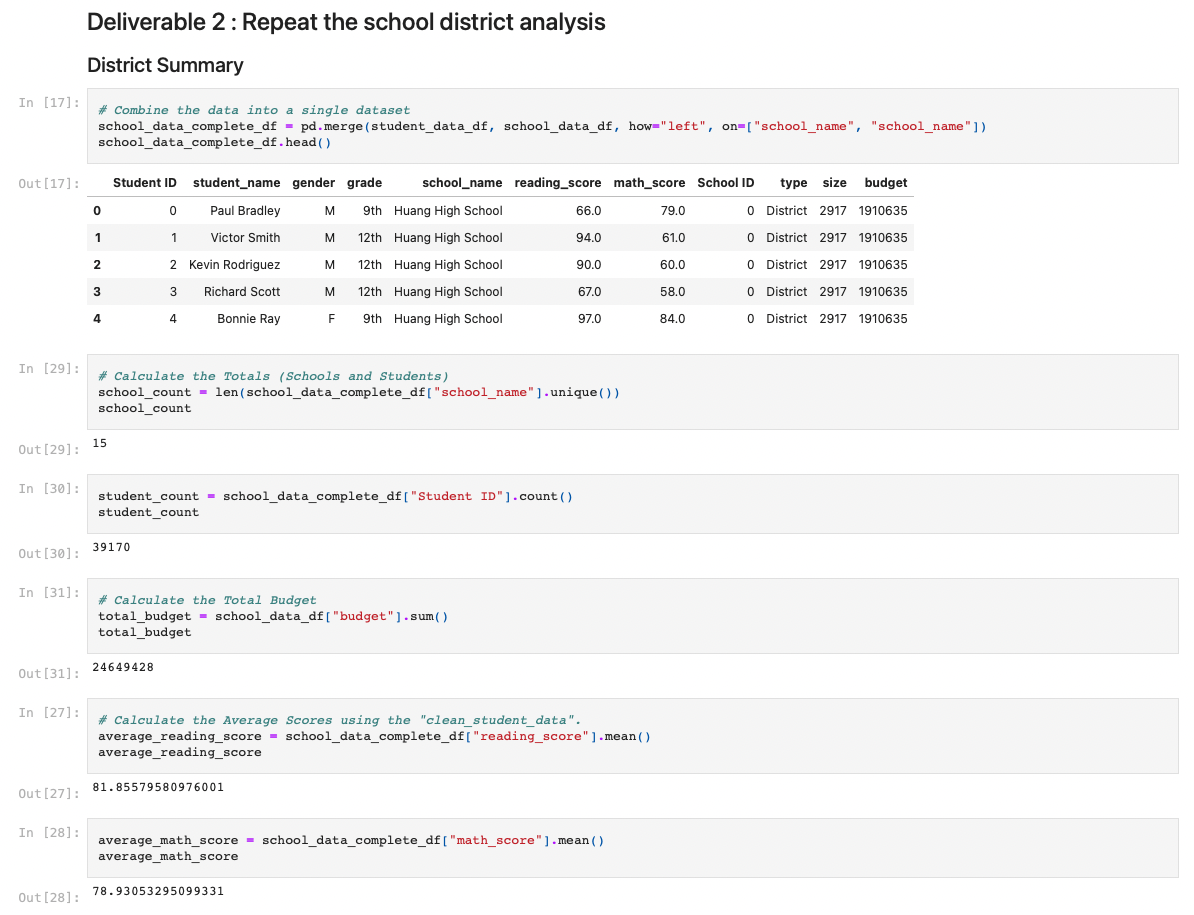 Deliverable 2 : Repeat the school district analysis
District Summary
In [17]:
# Combine the data into a single dataset
school_data_complete_df = pd.merge(student_data_df, school_data_df, how="left", on=["school_name", "school_name"])
school_data_complete_df.head()
Out[17]:
Student ID student_name gender grade school_name reading_score math_score School ID type size budget
0 0 Paul Bradley M 9th Huang High School 66.0 79.0 0 District 2917 1910635
1 1 Victor Smith M 12th Huang High School 94.0 61.0 0 District 2917 1910635
2 2 Kevin Rodriguez M 12th Huang High School 90.0 60.0 0 District 2917 1910635
3 3 Richard Scott M 12th Huang High School 67.0 58.0 0 District 2917 1910635
4 4 Bonnie Ray F 9th Huang High School 97.0 84.0 0 District 2917 1910635
In [29]:
# Calculate the Totals (Schools and Students)
school_count = len(school_data_complete_df["school_name"].unique())
school_count
Out[29]:
15
In [30]:
student_count = school_data_complete_df["Student ID"].count()
student_count
Out[30]:
39170
In [31]:
# Calculate the Total Budget
total_budget = school_data_df["budget"].sum()
total_budget
Out[31]:
24649428
In [27]:
# Calculate the Average Scores using the "clean_student_data".
average_reading_score = school_data_complete_df["reading_score"].mean()
average_reading_score
Out[27]:
81.85579580976001
In [28]:
average_math_score = school_data_complete_df["math_score"].mean()
average_math_score
Out[28]:
78.93053295099331